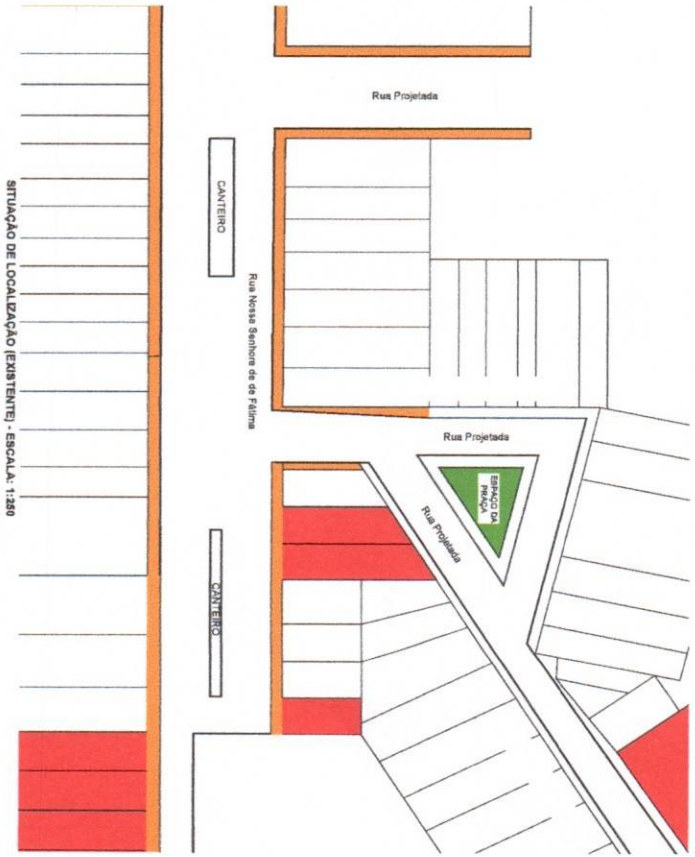 Rua Projetada
CANTEIRO
Rua Nossa Senhora de de Fátima
Rua Projetada
ESPAÇO DA
PRAÇA
Rua Projetada
CANTEIRO
SITUAÇÃO DE LOCALIZAÇÃO (EXISTENTE) - ESCALA: 1:250